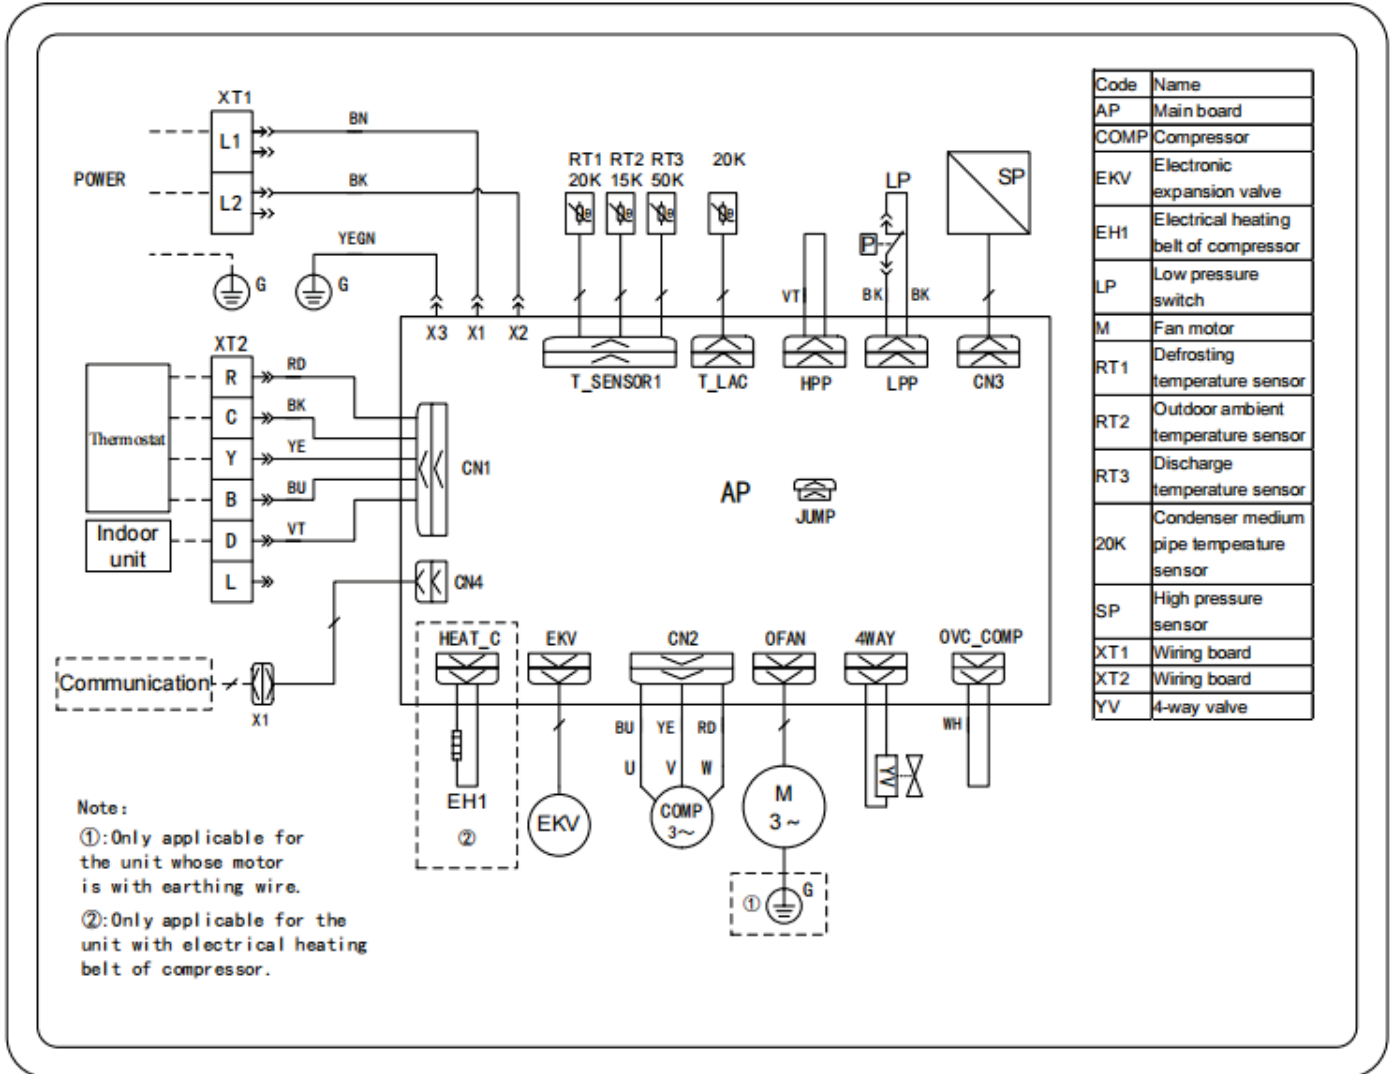 XT1
BN
L1
POWER
BK
L2
YEGN
G
G
X3 X1 X2
RT1 RT2 RT3
20K 15K 50K
20K
LP
P
SP
VT
BK
BK
T_SENSOR1
T_LAC
HPP
LPP
CN3
XT2
Thermostat
R
RD
C
BK
Y
YE
B
BU
Indoor
unit
D
VT
L
CN1
CN4
AP
JUMP
Communication
X1
HEAT_C
EKV
CN2
OFAN
4WAY
OVC_COMP
BU
YE
RD
WH
U
V
W
EH1
②
EKV
COMP
3~
M
3~
YV
①
G
Note:
①:Only applicable for
the unit whose motor
is with earthing wire.
②:Only applicable for the
unit with electrical heating
belt of compressor.
Code Name
AP Main board
COMP Compressor
EKV Electronic
expansion valve
EH1 Electrical heating
belt of compressor
LP Low pressure
switch
M Fan motor
RT1 Defrosting
temperature sensor
RT2 Outdoor ambient
temperature sensor
RT3 Discharge
temperature sensor
20K Condenser medium
pipe temperature
sensor
SP High pressure
sensor
XT1 Wiring board
XT2 Wiring board
YV 4-way valve